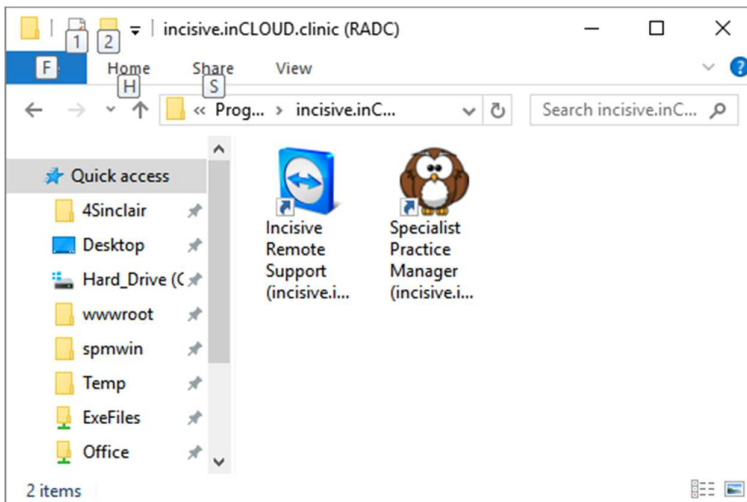 1 2 incisive.inCLOUD.clinic (RADC)
F Home Share View
H S
« Prog... › incisive.inC... Search incisive.inC...
Quick access
4Sinclair
Desktop
Hard_Drive (C
wwwroot
spmwin
Temp
ExeFiles
Office
Incisive
Remote
Support
(incisive.i...
Specialist
Practice
Manager
(incisive.i...
2 items